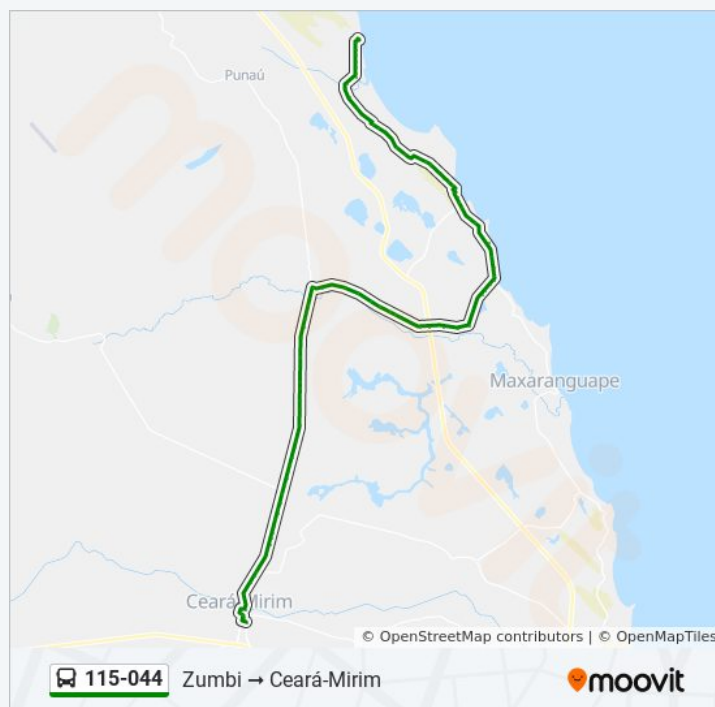 Punaú
Maxaranguape
Ceará-Mirim
© OpenStreetMap contributors | © OpenMapTiles
115-044 Zumbi → Ceará-Mirim
moovit